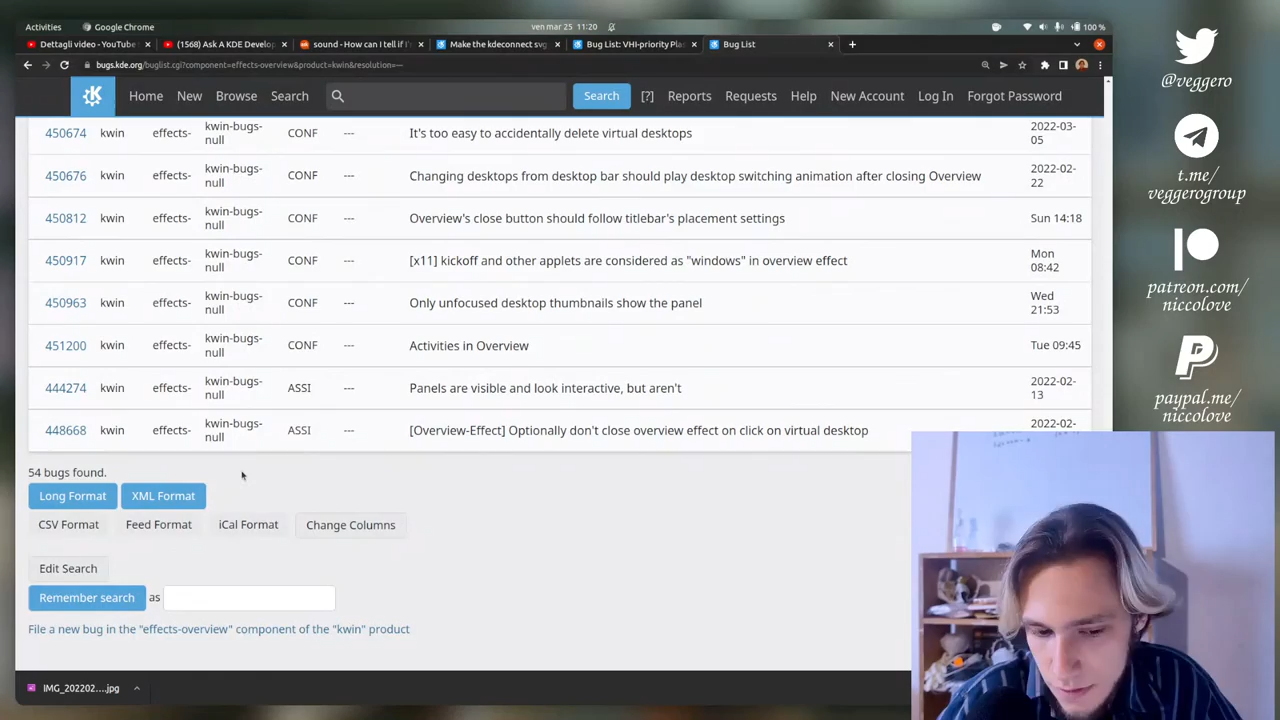 Activities Google Chrome ven mar 25 11:20 100 %
Dettagli video - YouTube (1568) Ask A KDE Develop sound - How can I tell if I' Make the kdeconnect svg Bug List: VHI-priority Pla Bug List
bugs.kde.org/buglist.cgi?component=effects-overview&product=kwin&resolution=---
Home New Browse Search Search [?] Reports Requests Help New Account Log In Forgot Password
450674 kwin effects- kwin-bugs-null CONF --- It's too easy to accidentally delete virtual desktops 2022-03-05
450676 kwin effects- kwin-bugs-null CONF --- Changing desktops from desktop bar should play desktop switching animation after closing Overview 2022-02-22
450812 kwin effects- kwin-bugs-null CONF --- Overview's close button should follow titlebar's placement settings Sun 14:18
450917 kwin effects- kwin-bugs-null CONF --- [x11] kickoff and other applets are considered as "windows" in overview effect Mon 08:42
450963 kwin effects- kwin-bugs-null CONF --- Only unfocused desktop thumbnails show the panel Wed 21:53
451200 kwin effects- kwin-bugs-null CONF --- Activities in Overview Tue 09:45
444274 kwin effects- kwin-bugs-null ASSI --- Panels are visible and look interactive, but aren't 2022-02-13
448668 kwin effects- kwin-bugs-null ASSI --- [Overview-Effect] Optionally don't close overview effect on click on virtual desktop 2022-02-
54 bugs found.
Long Format XML Format
CSV Format Feed Format iCal Format Change Columns
Edit Search
Remember search as
File a new bug in the "effects-overview" component of the "kwin" product
IMG_202202....jpg
@veggero
t.me/
veggerogroup
patreon.com/
niccolove
paypal.me/
niccolove